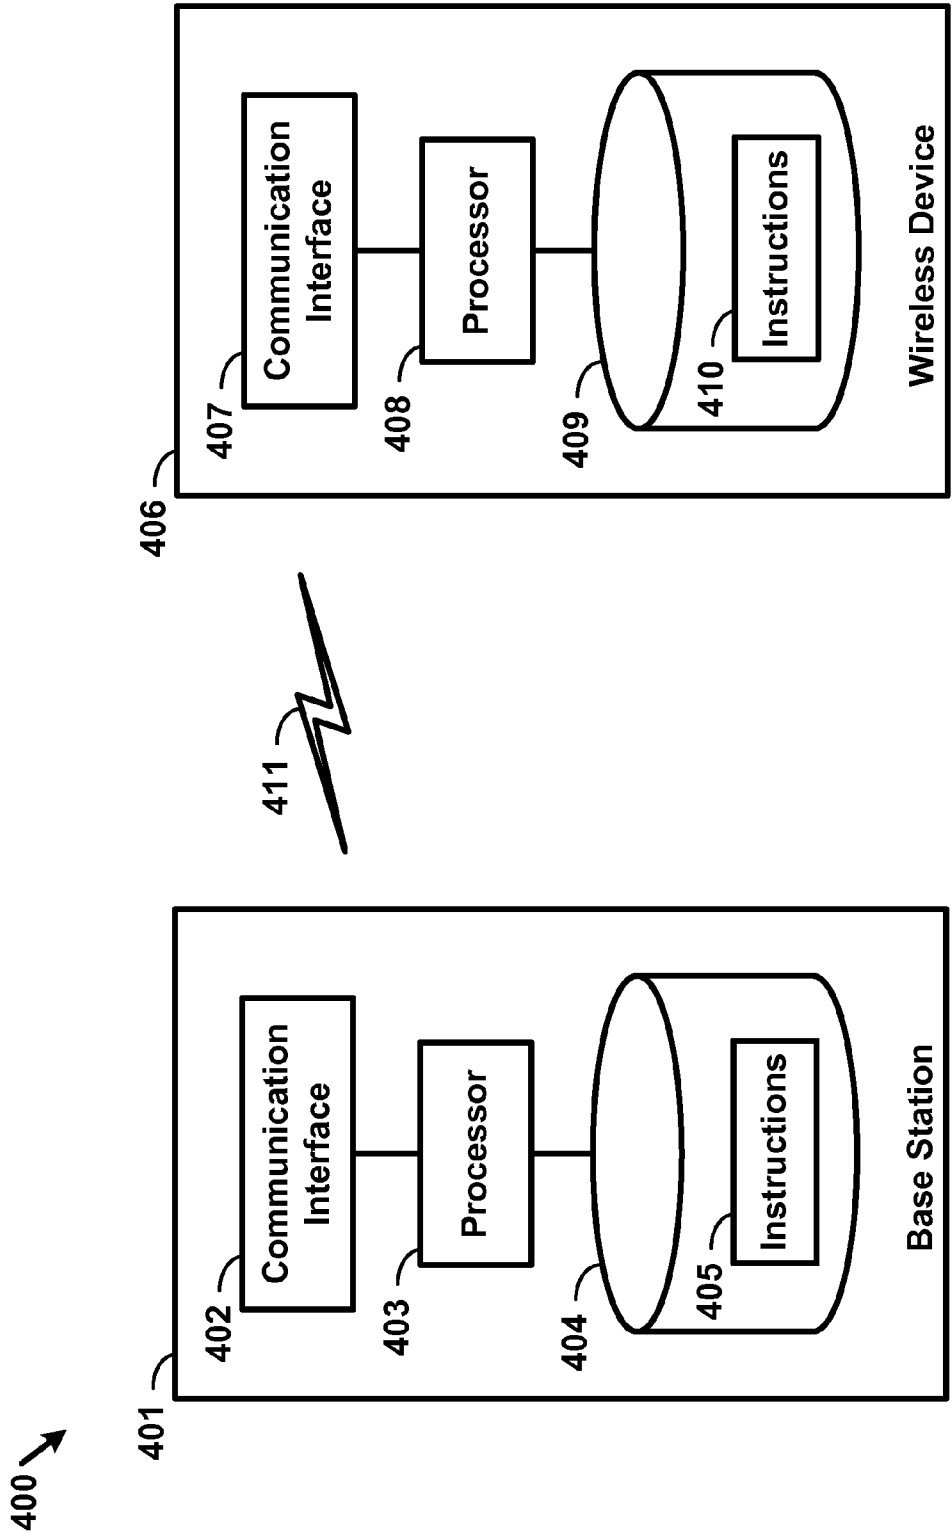 400
401
402
Communication
Interface
403
Processor
404
405
Instructions
Base Station
411
406
407
Communication
Interface
408
Processor
409
410
Instructions
Wireless Device